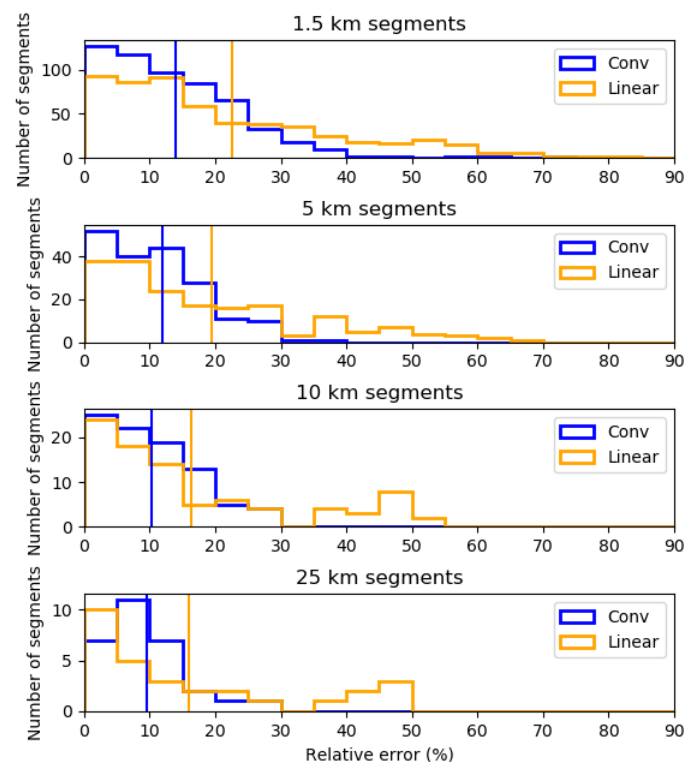 1.5 km segments
Number of segments
100
50
0
Conv
Linear
0 10 20 30 40 50 60 70 80 90
5 km segments
Number of segments
40
20
0
Conv
Linear
0 10 20 30 40 50 60 70 80 90
10 km segments
Number of segments
20
10
0
Conv
Linear
0 10 20 30 40 50 60 70 80 90
25 km segments
Number of segments
10
5
0
Conv
Linear
0 10 20 30 40 50 60 70 80 90
Relative error (%)